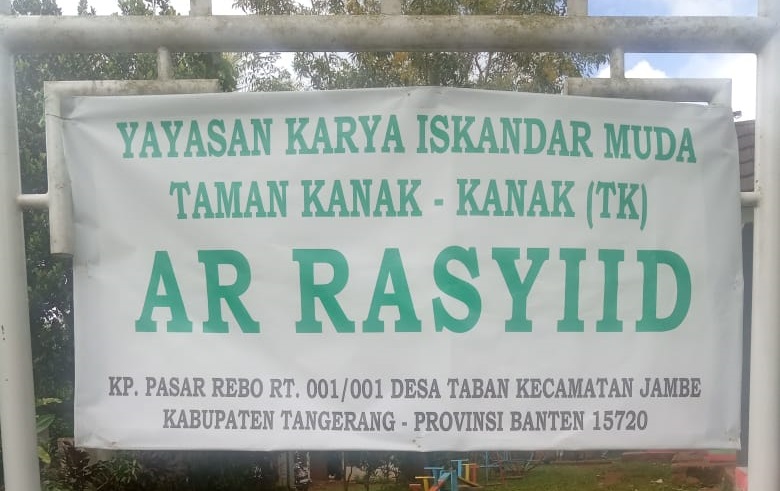 YAYASAN KARYA ISKANDAR MUDA
TAMAN KANAK - KANAK (TK)
AR RASYIID
KP. PASAR REBO RT. 001/001 DESA TABAN KECAMATAN JAMBE
KABUPATEN TANGERANG - PROVINSI BANTEN 15720